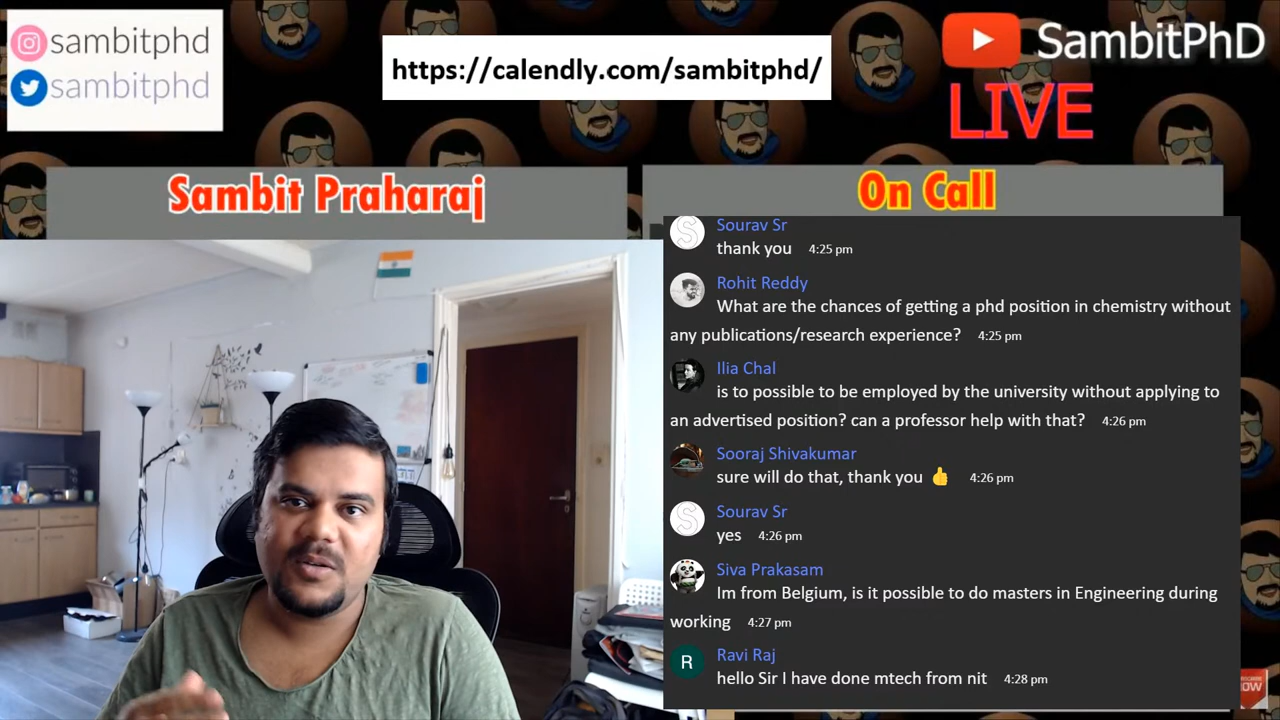 sambitphd
sambitphd
https://calendly.com/sambitphd/
SambitPhD
LIVE
Sambit Praharaj
On Call
Sourav Sr
thank you 4:25 pm
Rohit Reddy
What are the chances of getting a phd position in chemistry without
any publications/research experience? 4:25 pm
Ilia Chal
is to possible to be employed by the university without applying to
an advertised position? can a professor help with that? 4:26 pm
Sooraj Shivakumar
sure will do that, thank you 👍 4:26 pm
Sourav Sr
yes 4:26 pm
Siva Prakasam
Im from Belgium, is it possible to do masters in Engineering during
working 4:27 pm
R
Ravi Raj
hello Sir I have done mtech from nit 4:28 pm